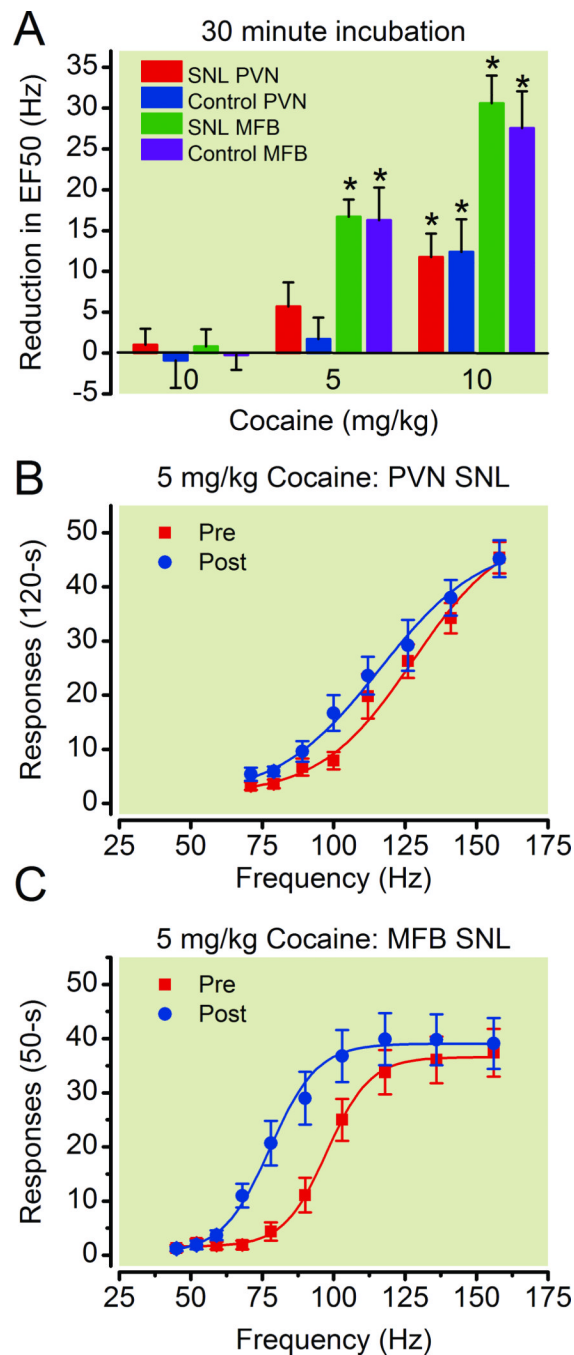 A
30 minute incubation
Reduction in EF50 (Hz)
35
30
25
20
15
10
5
0
-5
SNL PVN
Control PVN
SNL MFB
Control MFB
* * * * * *
0 5 10
Cocaine (mg/kg)
B
5 mg/kg Cocaine: PVN SNL
Responses (120-s)
50
40
30
20
10
0
Pre
Post
25 50 75 100 125 150 175
Frequency (Hz)
C
5 mg/kg Cocaine: MFB SNL
Responses (50-s)
50
40
30
20
10
0
Pre
Post
25 50 75 100 125 150 175
Frequency (Hz)